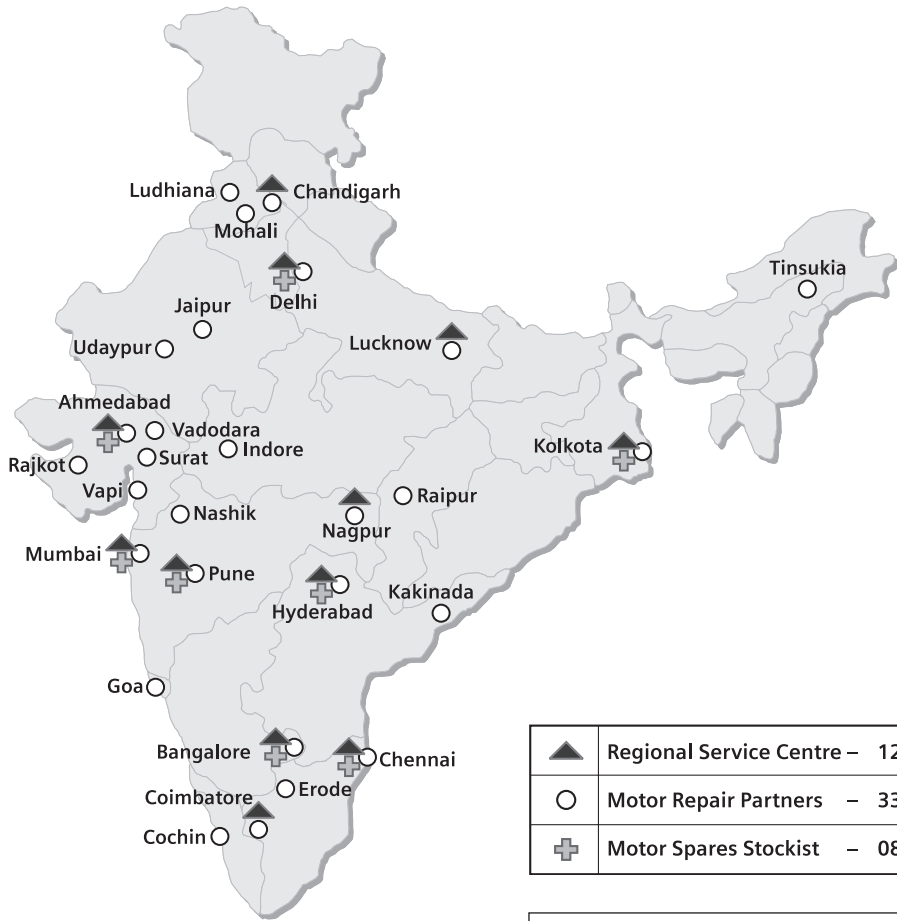 Ludhiana
Chandigarh
Mohali
Delhi
Tinsukia
Jaipur
Udaypur
Lucknow
Ahmedabad
Vadodara
Indore
Kolkota
Rajkot
Surat
Vapi
Raipur
Nashik
Nagpur
Mumbai
Pune
Hyderabad
Kakinada
Goa
Bangalore
Chennai
Erode
Coimbatore
Cochin
Regional Service Centre – 12
Motor Repair Partners – 33
Motor Spares Stockist – 08